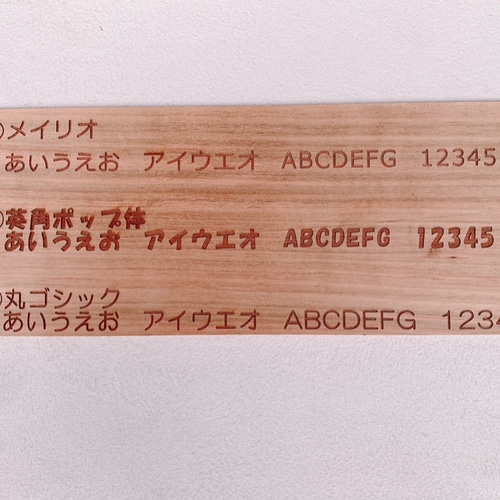 メイリオ
あいうえお アイウエオ ABCDEFG 12345
英角ポップ体
あいうえお アイウエオ ABCDEFG 12345
丸ゴシック
あいうえお アイウエオ ABCDEFG 1234